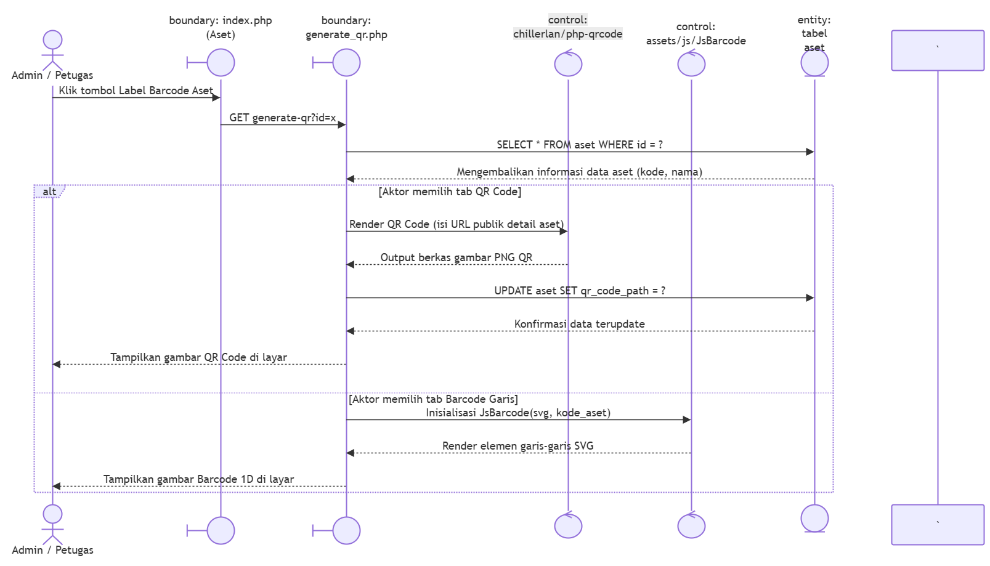 boundary: index.php
(Aset)
boundary:
generate_qr.php
control:
chillerlan/php-qrcode
control:
assets/js/JsBarcode
entity:
tabel
aset
`
Admin / Petugas
Klik tombol Label Barcode Aset
GET generate-qr?id=x
SELECT * FROM aset WHERE id = ?
Mengembalikan informasi data aset (kode, nama)
alt
[Aktor memilih tab QR Code]
Render QR Code (isi URL publik detail aset)
Output berkas gambar PNG QR
UPDATE aset SET qr_code_path = ?
Konfirmasi data terupdate
Tampilkan gambar QR Code di layar
[Aktor memilih tab Barcode Garis]
Inisialisasi JsBarcode(svg, kode_aset)
Render elemen garis-garis SVG
Tampilkan gambar Barcode 1D di layar
`
Admin / Petugas